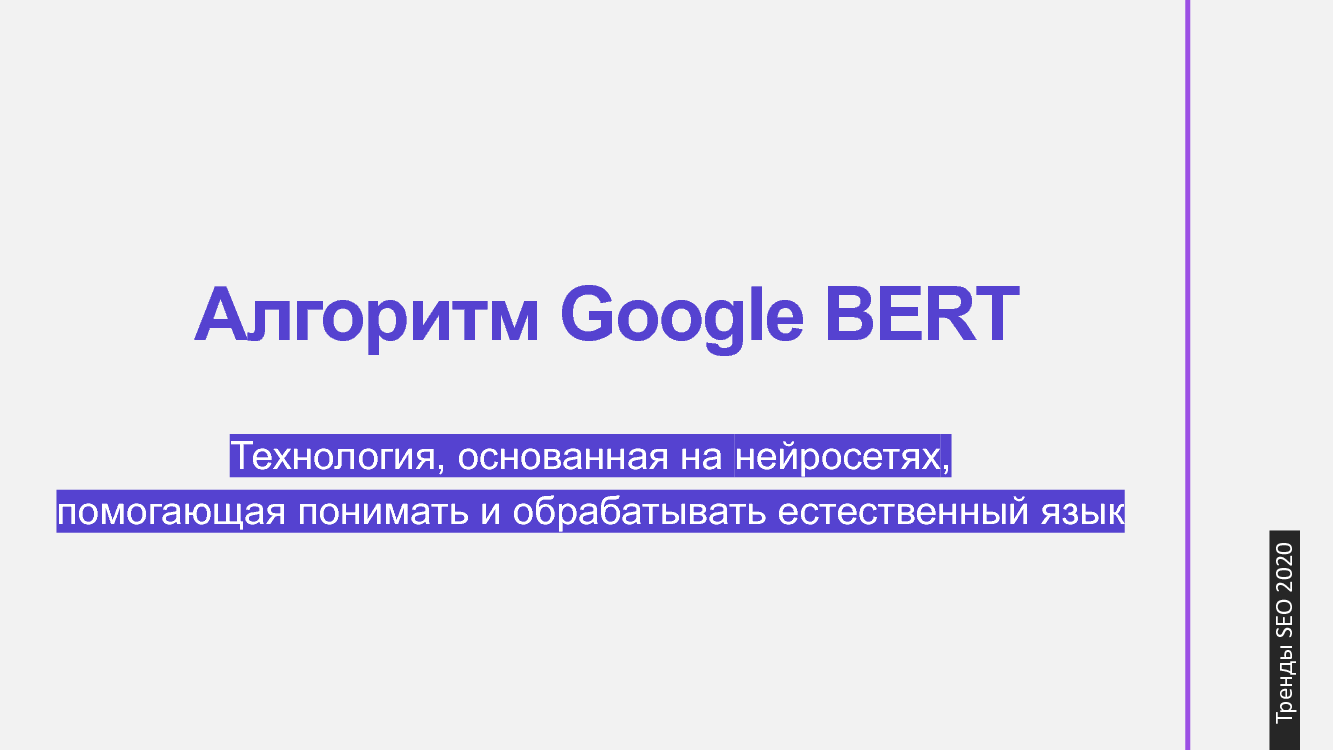 Алгоритм Google BERT
Технология, основанная на нейросетях,
помогающая понимать и обрабатывать естественный язык
Тренды SEO 2020